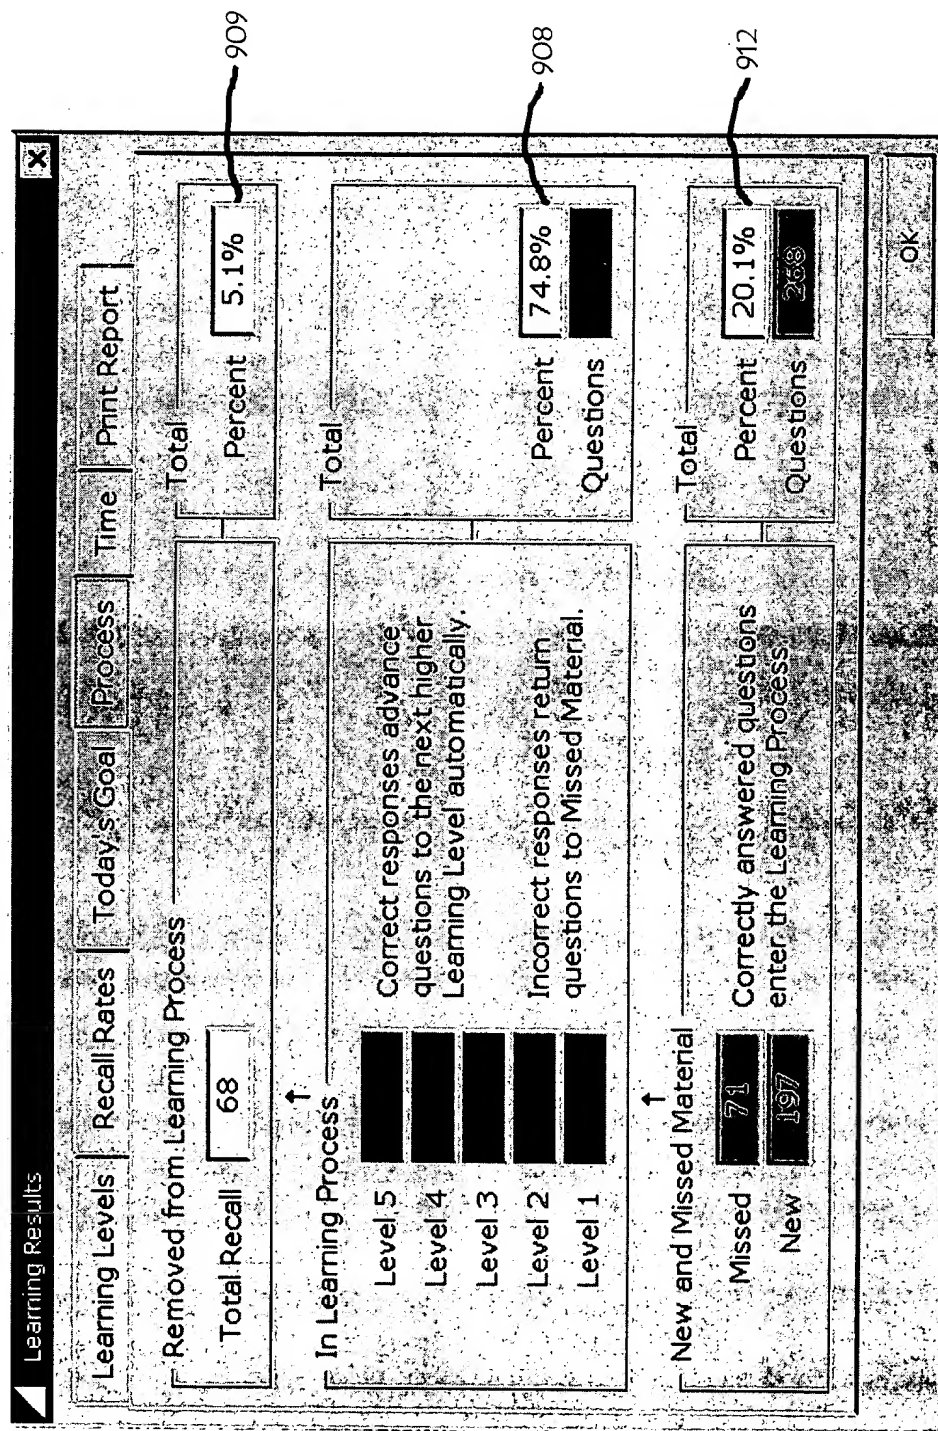 Learning Results
Learning Levels Recall Rates Today's Goal Process Time Print Report
Removed from Learning Process
Total Recall 68
Total
Percent 5.1%
909
In Learning Process
Level 5
Level 4
Level 3
Level 2
Level 1
Correct responses advance
questions to the next higher
Learning Level automatically.
Incorrect responses return
questions to Missed Material.
Total
Percent 74.8%
Questions
908
New and Missed Material
Missed 71
New 197
Correctly answered questions
enter the Learning Process.
Total
Percent 20.1%
Questions 268
912
OK